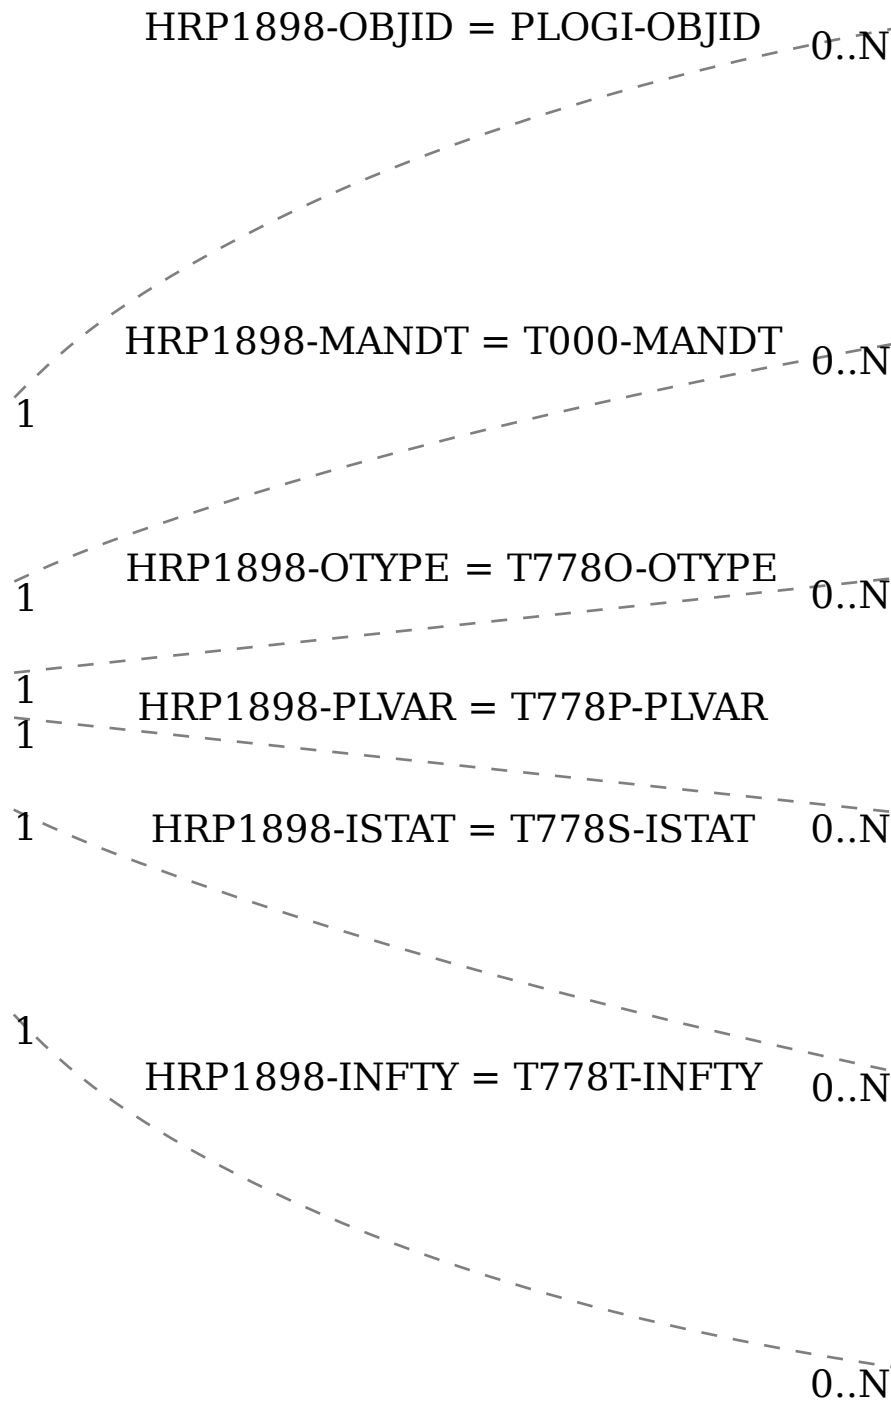 HRP1898-OBJID = PLOGI-OBJID
0..N
HRP1898-MANDT = T000-MANDT
0..N
1
HRP1898-OTYPE = T778O-OTYPE
0..N
1
1
HRP1898-PLVAR = T778P-PLVAR
1
1
HRP1898-ISTAT = T778S-ISTAT
0..N
1
HRP1898-INFTY = T778T-INFTY
0..N
0..N